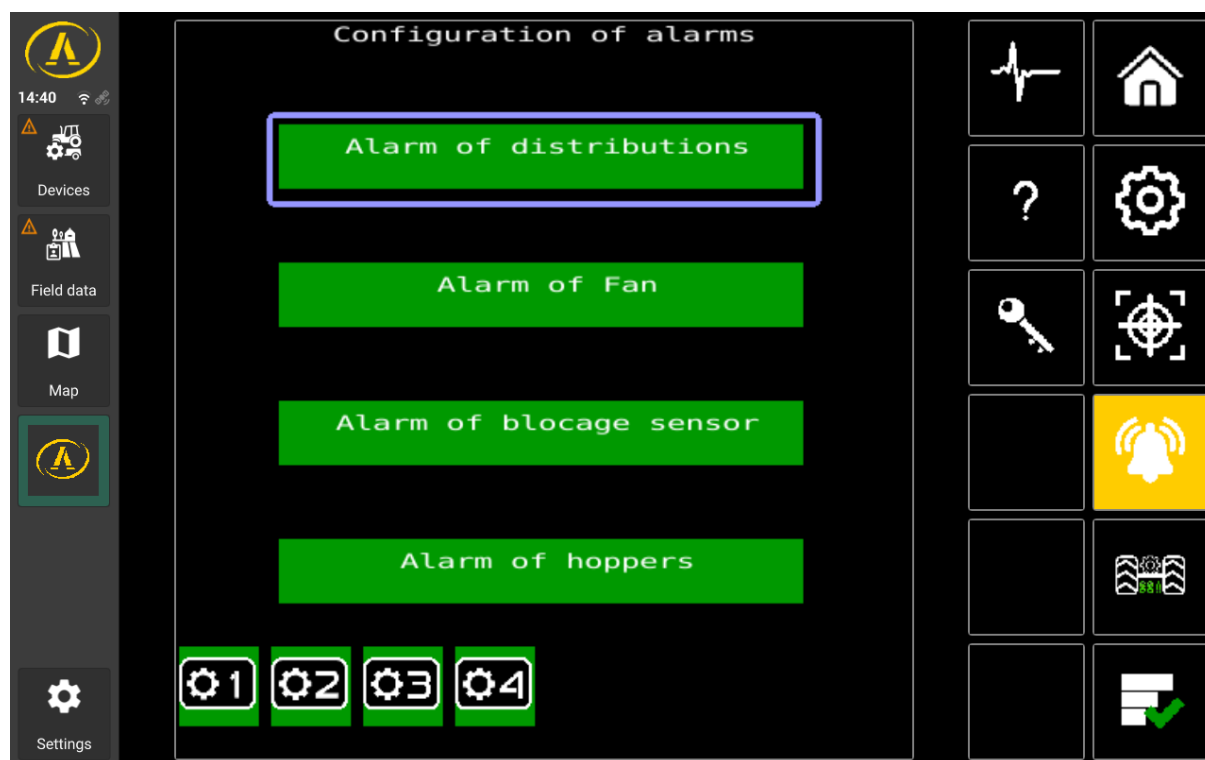 Configuration of alarms
14:40
Alarm of distributions
Devices
?
Alarm of Fan
Field data
Map
Alarm of blocage sensor
Alarm of hoppers
1 2 3 4
Settings